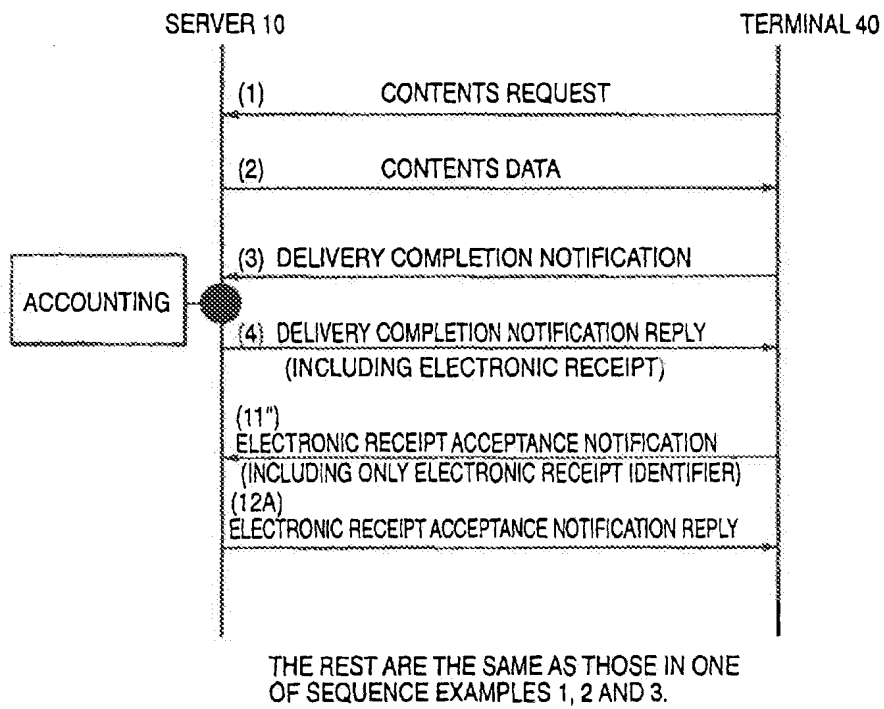 SERVER 10 TERMINAL 40
(1) CONTENTS REQUEST
(2) CONTENTS DATA
(3) DELIVERY COMPLETION NOTIFICATION
ACCOUNTING
(4) DELIVERY COMPLETION NOTIFICATION REPLY
(INCLUDING ELECTRONIC RECEIPT)
(11")
ELECTRONIC RECEIPT ACCEPTANCE NOTIFICATION
(INCLUDING ONLY ELECTRONIC RECEIPT IDENTIFIER)
(12A)
ELECTRONIC RECEIPT ACCEPTANCE NOTIFICATION REPLY
THE REST ARE THE SAME AS THOSE IN ONE
OF SEQUENCE EXAMPLES 1, 2 AND 3.